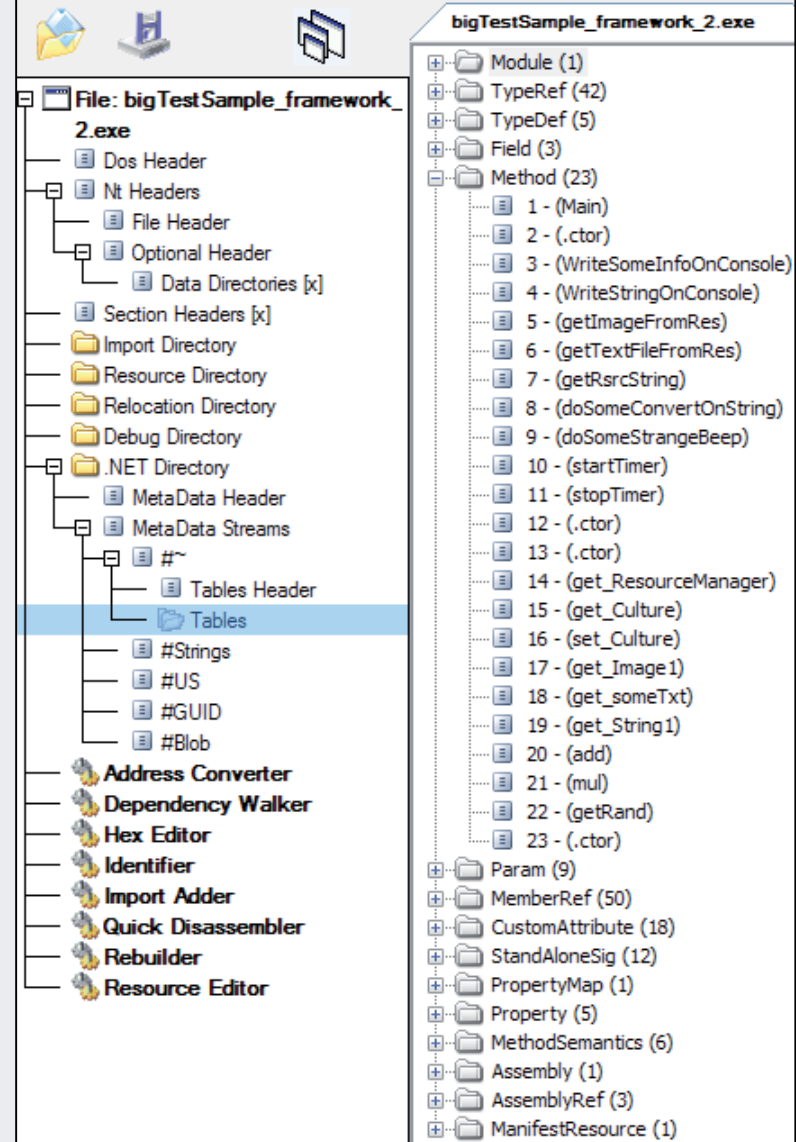 File: bigTestSample_framework_
2.exe
Dos Header
Nt Headers
File Header
Optional Header
Data Directories [x]
Section Headers [x]
Import Directory
Resource Directory
Relocation Directory
Debug Directory
.NET Directory
MetaData Header
MetaData Streams
#~
Tables Header
Tables
#Strings
#US
#GUID
#Blob
Address Converter
Dependency Walker
Hex Editor
Identifier
Import Adder
Quick Disassembler
Rebuilder
Resource Editor
bigTestSample_framework_2.exe
Module (1)
TypeRef (42)
TypeDef (5)
Field (3)
Method (23)
1 - (Main)
2 - (.ctor)
3 - (WriteSomeInfoOnConsole)
4 - (WriteStringOnConsole)
5 - (getImageFromRes)
6 - (getTextFileFromRes)
7 - (getRsrcString)
8 - (doSomeConvertOnString)
9 - (doSomeStrangeBeep)
10 - (startTimer)
11 - (stopTimer)
12 - (.ctor)
13 - (.ctor)
14 - (get_ResourceManager)
15 - (get_Culture)
16 - (set_Culture)
17 - (get_Image1)
18 - (get_someTxt)
19 - (get_String1)
20 - (add)
21 - (mul)
22 - (getRand)
23 - (.ctor)
Param (9)
MemberRef (50)
CustomAttribute (18)
StandAloneSig (12)
PropertyMap (1)
Property (5)
MethodSemantics (6)
Assembly (1)
AssemblyRef (3)
ManifestResource (1)